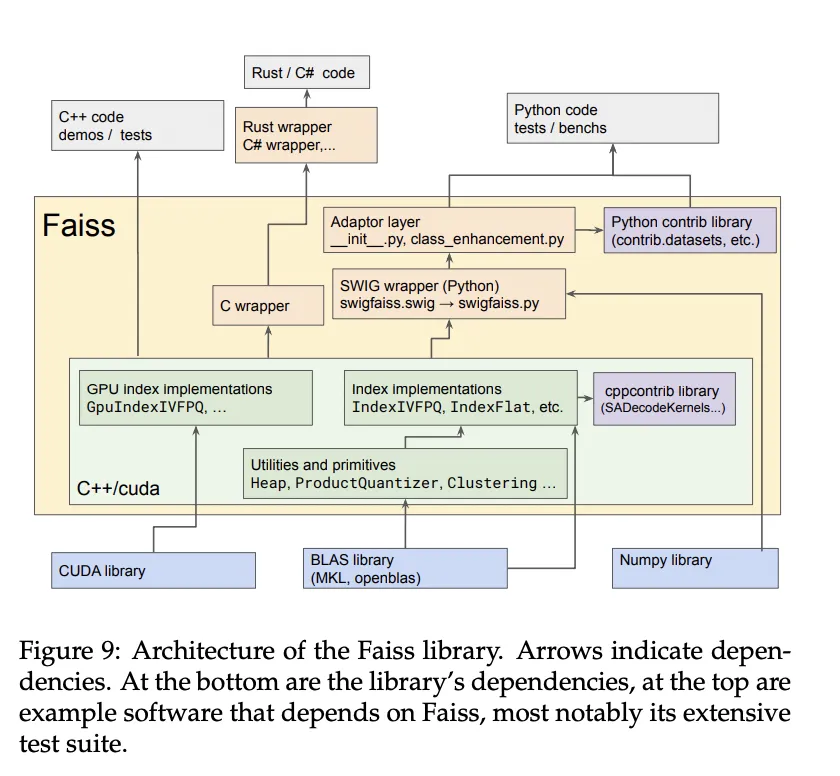 Rust / C# code
C++ code
demos / tests
Rust wrapper
C# wrapper,...
Python code
tests / benchs
Faiss
Adaptor layer
__init__.py, class_enhancement.py
Python contrib library
(contrib.datasets, etc.)
SWIG wrapper (Python)
swigfaiss.swig → swigfaiss.py
C wrapper
GPU index implementations
GpuIndexIVFPQ, …
Index implementations
IndexIVFPQ, IndexFlat, etc.
cppcontrib library
(SADecodeKernels...)
Utilities and primitives
Heap, ProductQuantizer, Clustering …
C++/cuda
CUDA library
BLAS library
(MKL, openblas)
Numpy library
Figure 9: Architecture of the Faiss library. Arrows indicate depen-
dencies. At the bottom are the library's dependencies, at the top are
example software that depends on Faiss, most notably its extensive
test suite.